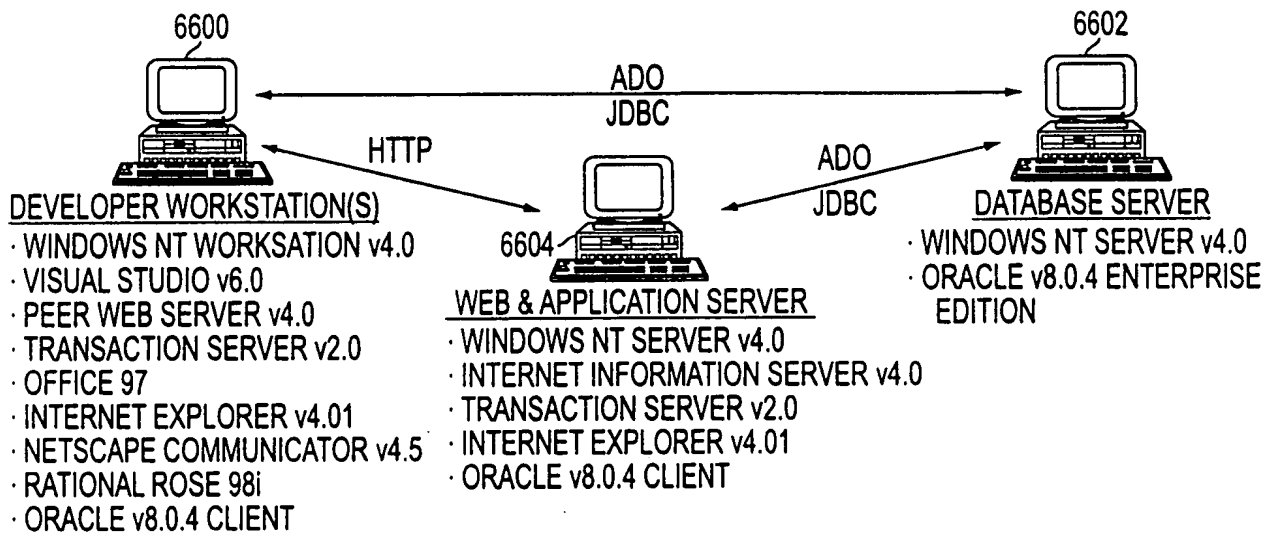 6600
6602
ADO
JDBC
HTTP
ADO
JDBC
6604
DEVELOPER WORKSTATION(S)
· WINDOWS NT WORKSATION v4.0
· VISUAL STUDIO v6.0
· PEER WEB SERVER v4.0
· TRANSACTION SERVER v2.0
· OFFICE 97
· INTERNET EXPLORER v4.01
· NETSCAPE COMMUNICATOR v4.5
· RATIONAL ROSE 98i
· ORACLE v8.0.4 CLIENT
WEB & APPLICATION SERVER
· WINDOWS NT SERVER v4.0
· INTERNET INFORMATION SERVER v4.0
· TRANSACTION SERVER v2.0
· INTERNET EXPLORER v4.01
· ORACLE v8.0.4 CLIENT
DATABASE SERVER
· WINDOWS NT SERVER v4.0
· ORACLE v8.0.4 ENTERPRISE
EDITION